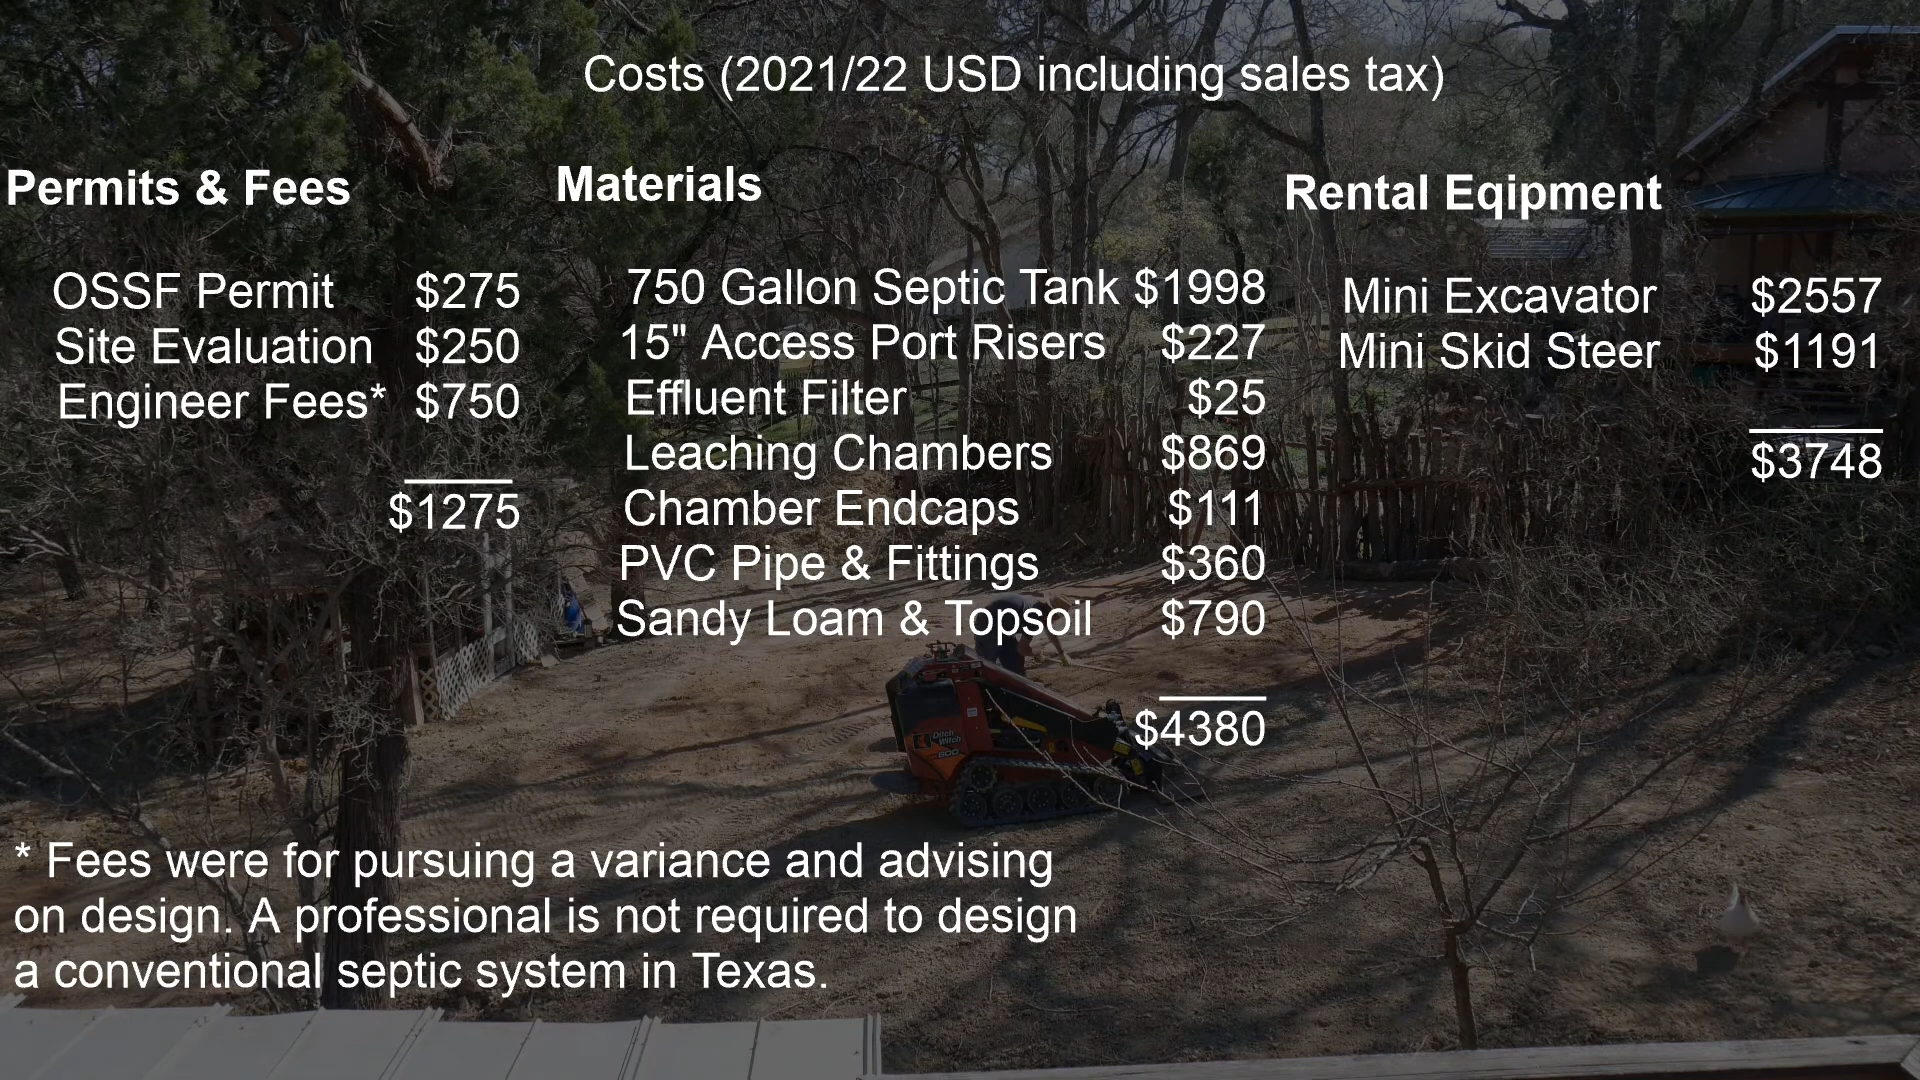 Costs (2021/22 USD including sales tax)
Permits & Fees
OSSF Permit $275
Site Evaluation $250
Engineer Fees* $750
$1275
Materials
750 Gallon Septic Tank $1998
15" Access Port Risers $227
Effluent Filter $25
Leaching Chambers $869
Chamber Endcaps $111
PVC Pipe & Fittings $360
Sandy Loam & Topsoil $790
$4380
Rental Eqipment
Mini Excavator $2557
Mini Skid Steer $1191
$3748
Ditch
Witch
800
* Fees were for pursuing a variance and advising
on design. A professional is not required to design
a conventional septic system in Texas.